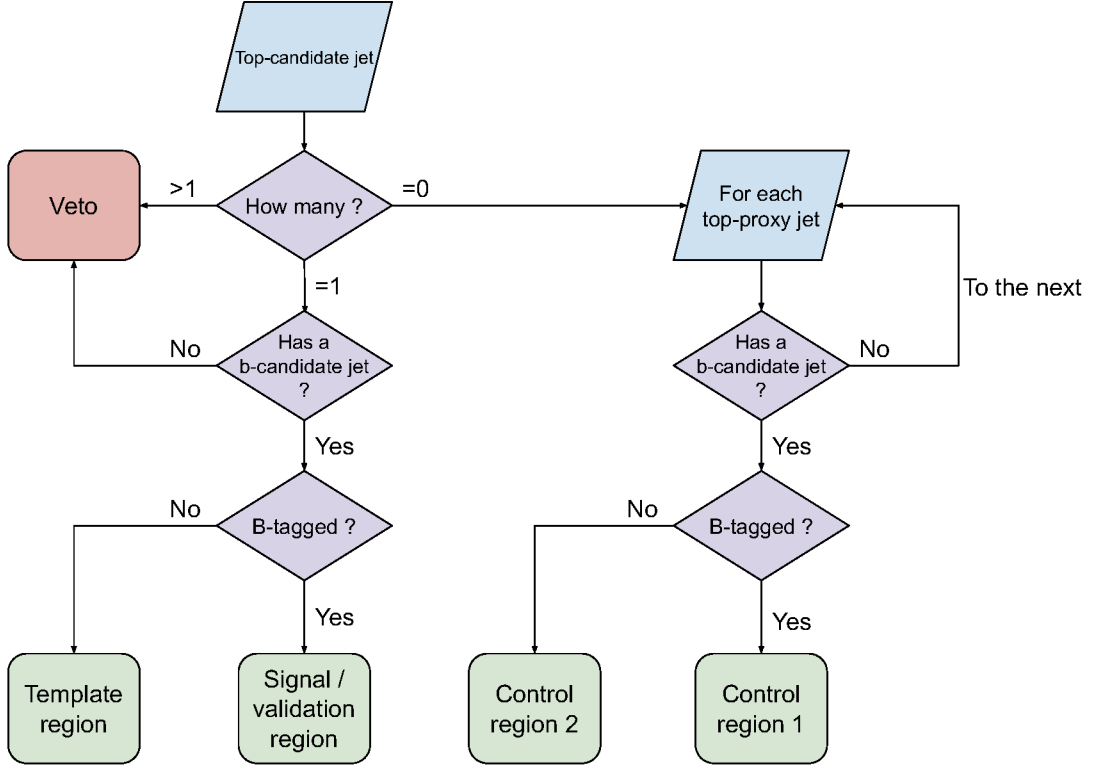 Top-candidate jet
Veto
>1
How many ?
=0
For each
top-proxy jet
=1
To the next
No
Has a
b-candidate jet
?
Has a
b-candidate jet
?
No
Yes
Yes
No
B-tagged ?
No
B-tagged ?
Yes
Yes
Template
region
Signal /
validation
region
Control
region 2
Control
region 1